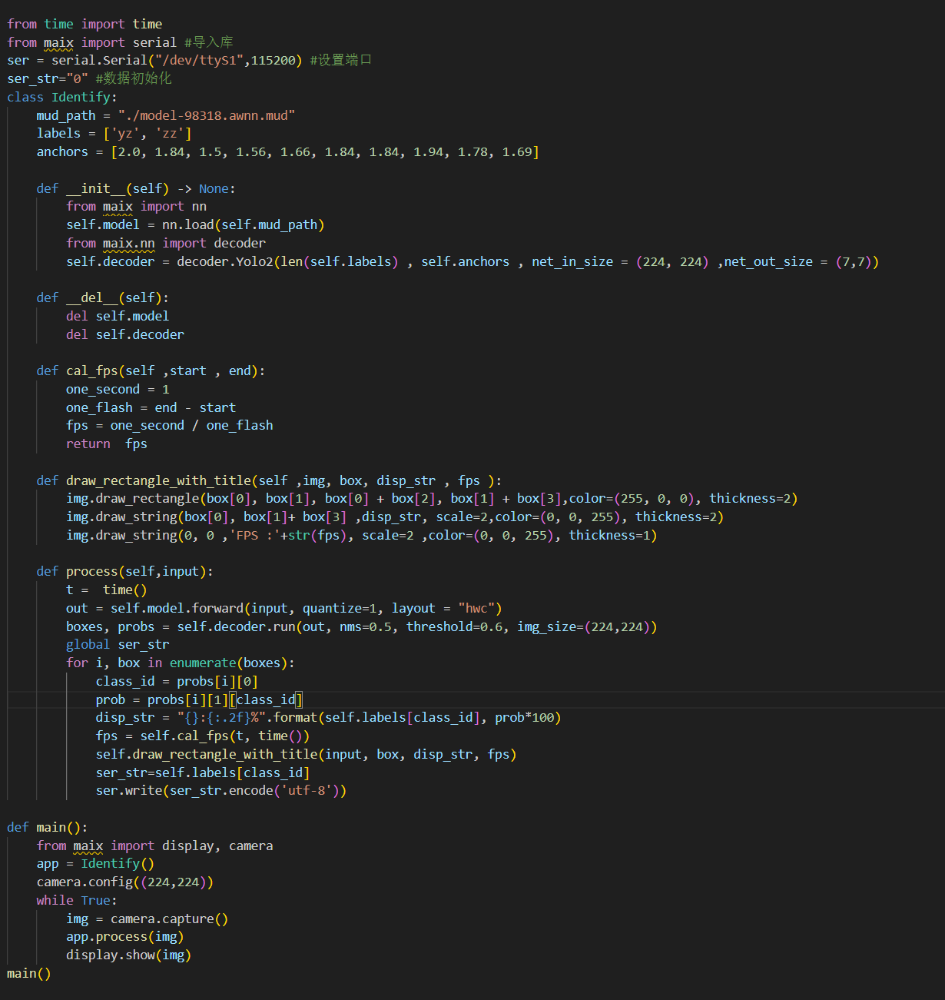 from time import time
from maix import serial #导入库
ser = serial.Serial("/dev/ttyS1",115200) #设置端口
ser_str="0" #数据初始化
class Identify:
    mud_path = "./model-98318.awnn.mud"
    labels = ['yz', 'zz']
    anchors = [2.0, 1.84, 1.5, 1.56, 1.66, 1.84, 1.84, 1.94, 1.78, 1.69]

    def __init__(self) -> None:
        from maix import nn
        self.model = nn.load(self.mud_path)
        from maix.nn import decoder
        self.decoder = decoder.Yolo2(len(self.labels) , self.anchors , net_in_size = (224, 224) ,net_out_size = (7,7))

    def __del__(self):
        del self.model
        del self.decoder

    def cal_fps(self ,start , end):
        one_second = 1
        one_flash = end - start
        fps = one_second / one_flash
        return  fps

    def draw_rectangle_with_title(self ,img, box, disp_str , fps ):
        img.draw_rectangle(box[0], box[1], box[0] + box[2], box[1] + box[3],color=(255, 0, 0), thickness=2)
        img.draw_string(box[0], box[1]+ box[3] ,disp_str, scale=2,color=(0, 0, 255), thickness=2)
        img.draw_string(0, 0 ,'FPS :'+str(fps), scale=2 ,color=(0, 0, 255), thickness=1)

    def process(self,input):
        t =  time()
        out = self.model.forward(input, quantize=1, layout = "hwc")
        boxes, probs = self.decoder.run(out, nms=0.5, threshold=0.6, img_size=(224,224))
        global ser_str
        for i, box in enumerate(boxes):
            class_id = probs[i][0]
            prob = probs[i][1][class_id]
            disp_str = "{}:{:.2f}%".format(self.labels[class_id], prob*100)
            fps = self.cal_fps(t, time())
            self.draw_rectangle_with_title(input, box, disp_str, fps)
            ser_str=self.labels[class_id]
            ser.write(ser_str.encode('utf-8'))

def main():
    from maix import display, camera
    app = Identify()
    camera.config((224,224))
    while True:
        img = camera.capture()
        app.process(img)
        display.show(img)
main()